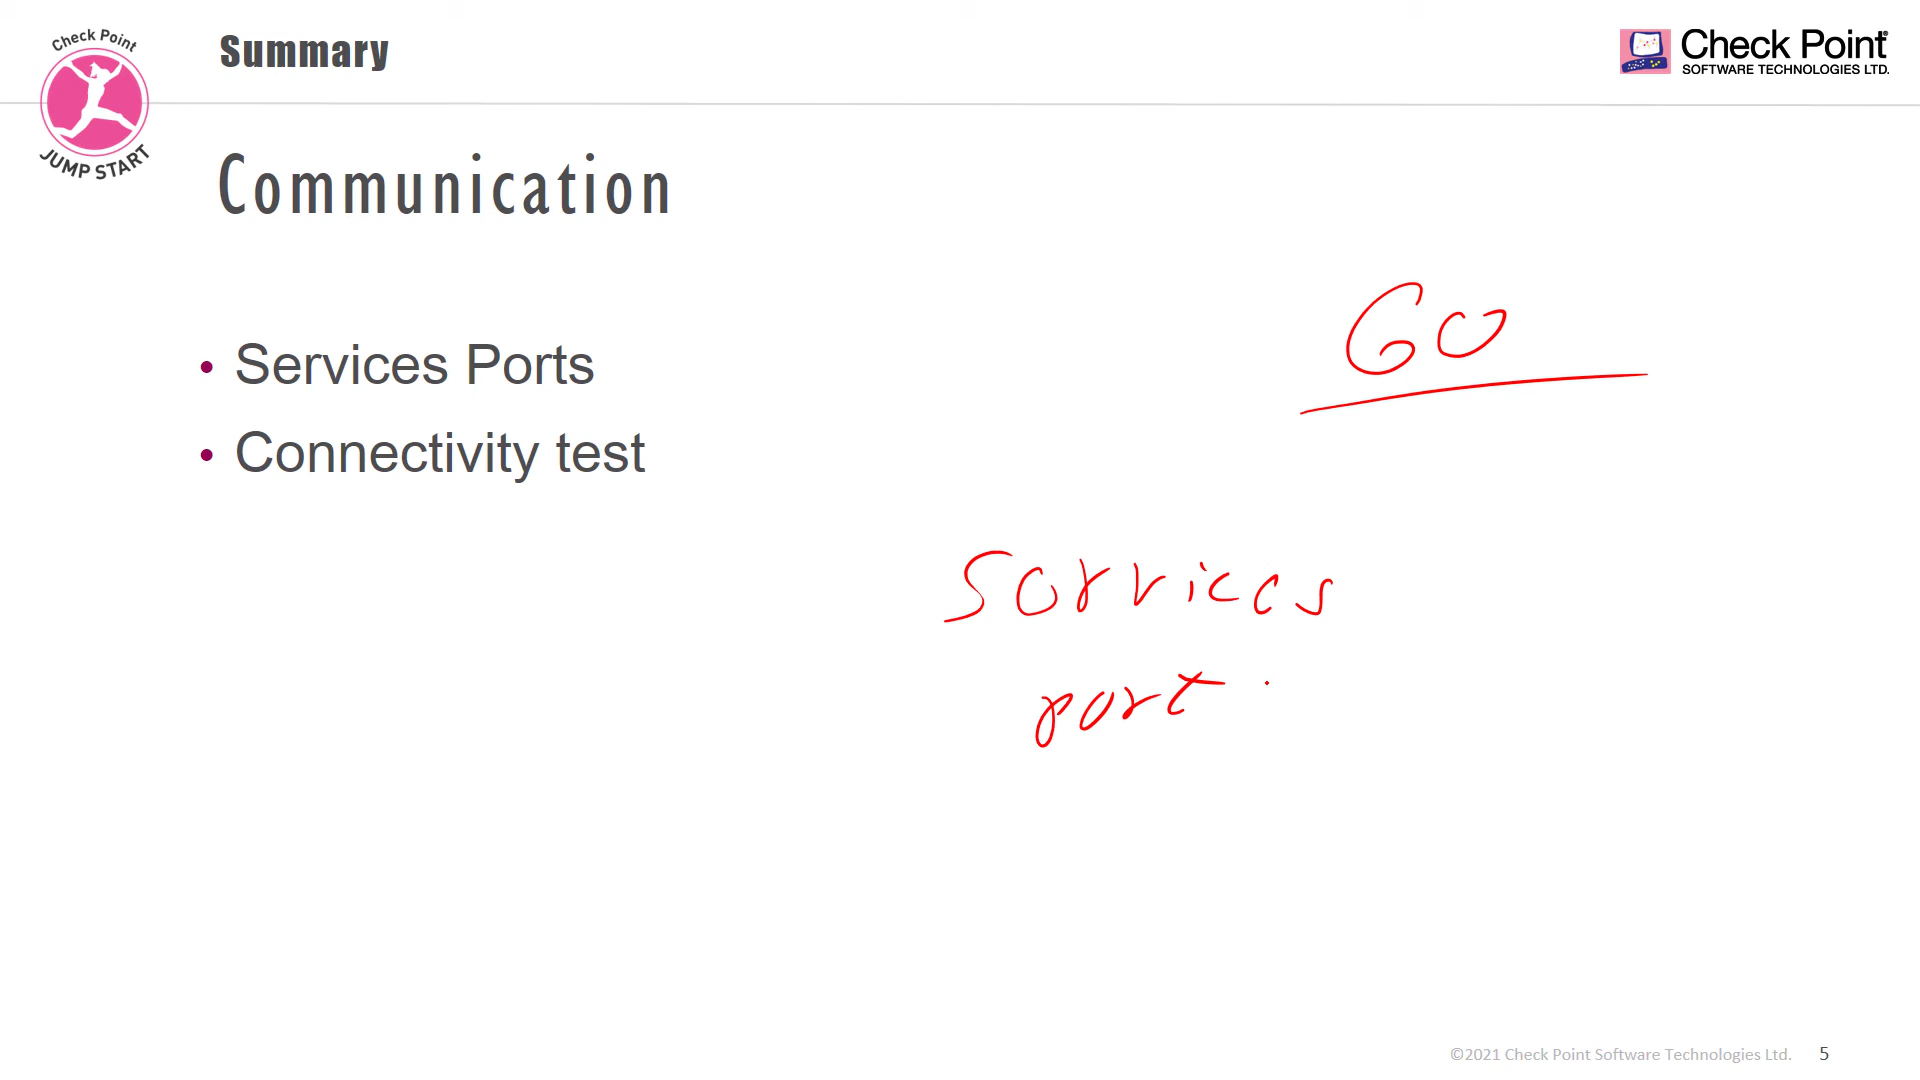 Check Point
JUMP START
Summary
Check Point
SOFTWARE TECHNOLOGIES LTD.
Communication
• Services Ports
• Connectivity test
60
services
port
©2021 Check Point Software Technologies Ltd. 5